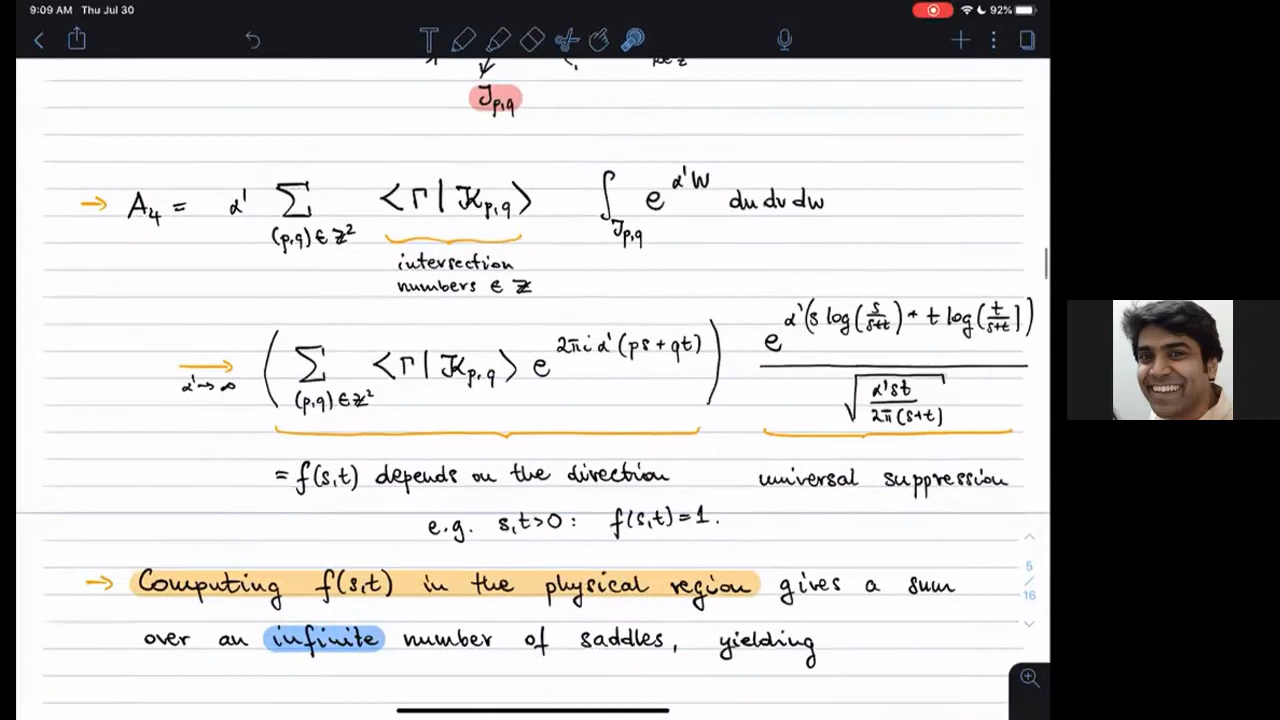 9:09 AM Thu Jul 30
92%
T
J_{p,q}
→ A_4 = α' Σ_{(p,q)∈ℤ²} ⟨Γ|K_{p,q}⟩ ∫_{J_{p,q}} e^{α'W} du dv dw
intersection
numbers ∈ ℤ
→_{α'→∞} ( Σ_{(p,q)∈ℤ²} ⟨Γ|K_{p,q}⟩ e^{2πiα'(ps+qt)} ) e^{α'(s log(s/(s+t)) + t log(t/(s+t)))} / √(α'st / 2π(s+t))
= f(s,t) depends on the direction universal suppression
e.g. s,t>0: f(s,t)=1.
→ Computing f(s,t) in the physical region gives a sum
over an infinite number of saddles, yielding
5
/
16